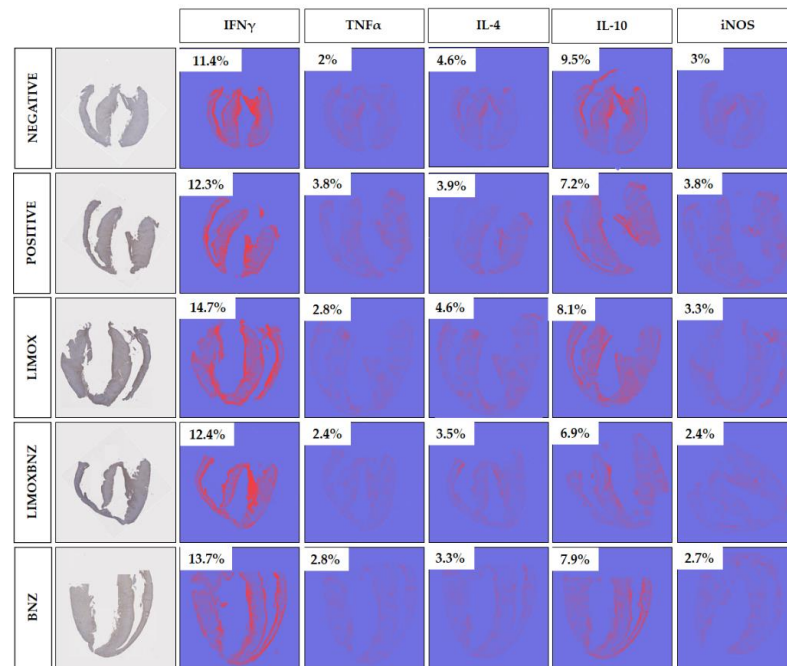 IFNγ TNFα IL-4 IL-10 iNOS
NEGATIVE 11.4% 2% 4.6% 9.5% 3%
POSITIVE 12.3% 3.8% 3.9% 7.2% 3.8%
LIMOX 14.7% 2.8% 4.6% 8.1% 3.3%
LIMOXBNZ 12.4% 2.4% 3.5% 6.9% 2.4%
BNZ 13.7% 2.8% 3.3% 7.9% 2.7%